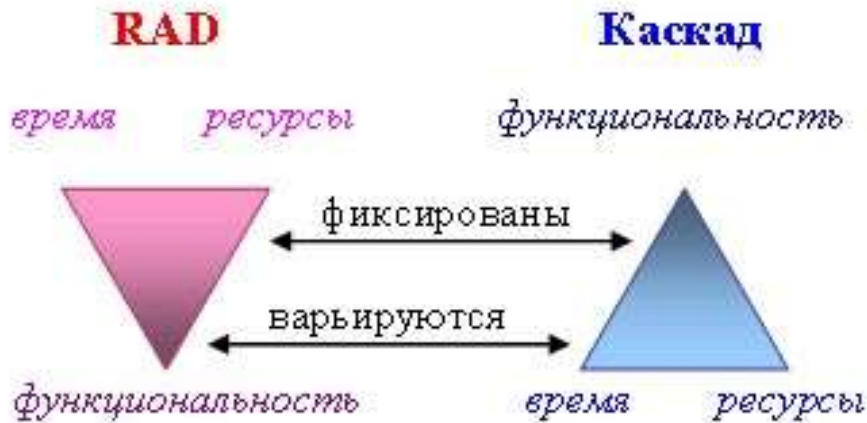 RAD Каскад
время ресурсы функциональность
фиксированы
варьируются
функциональность время ресурсы